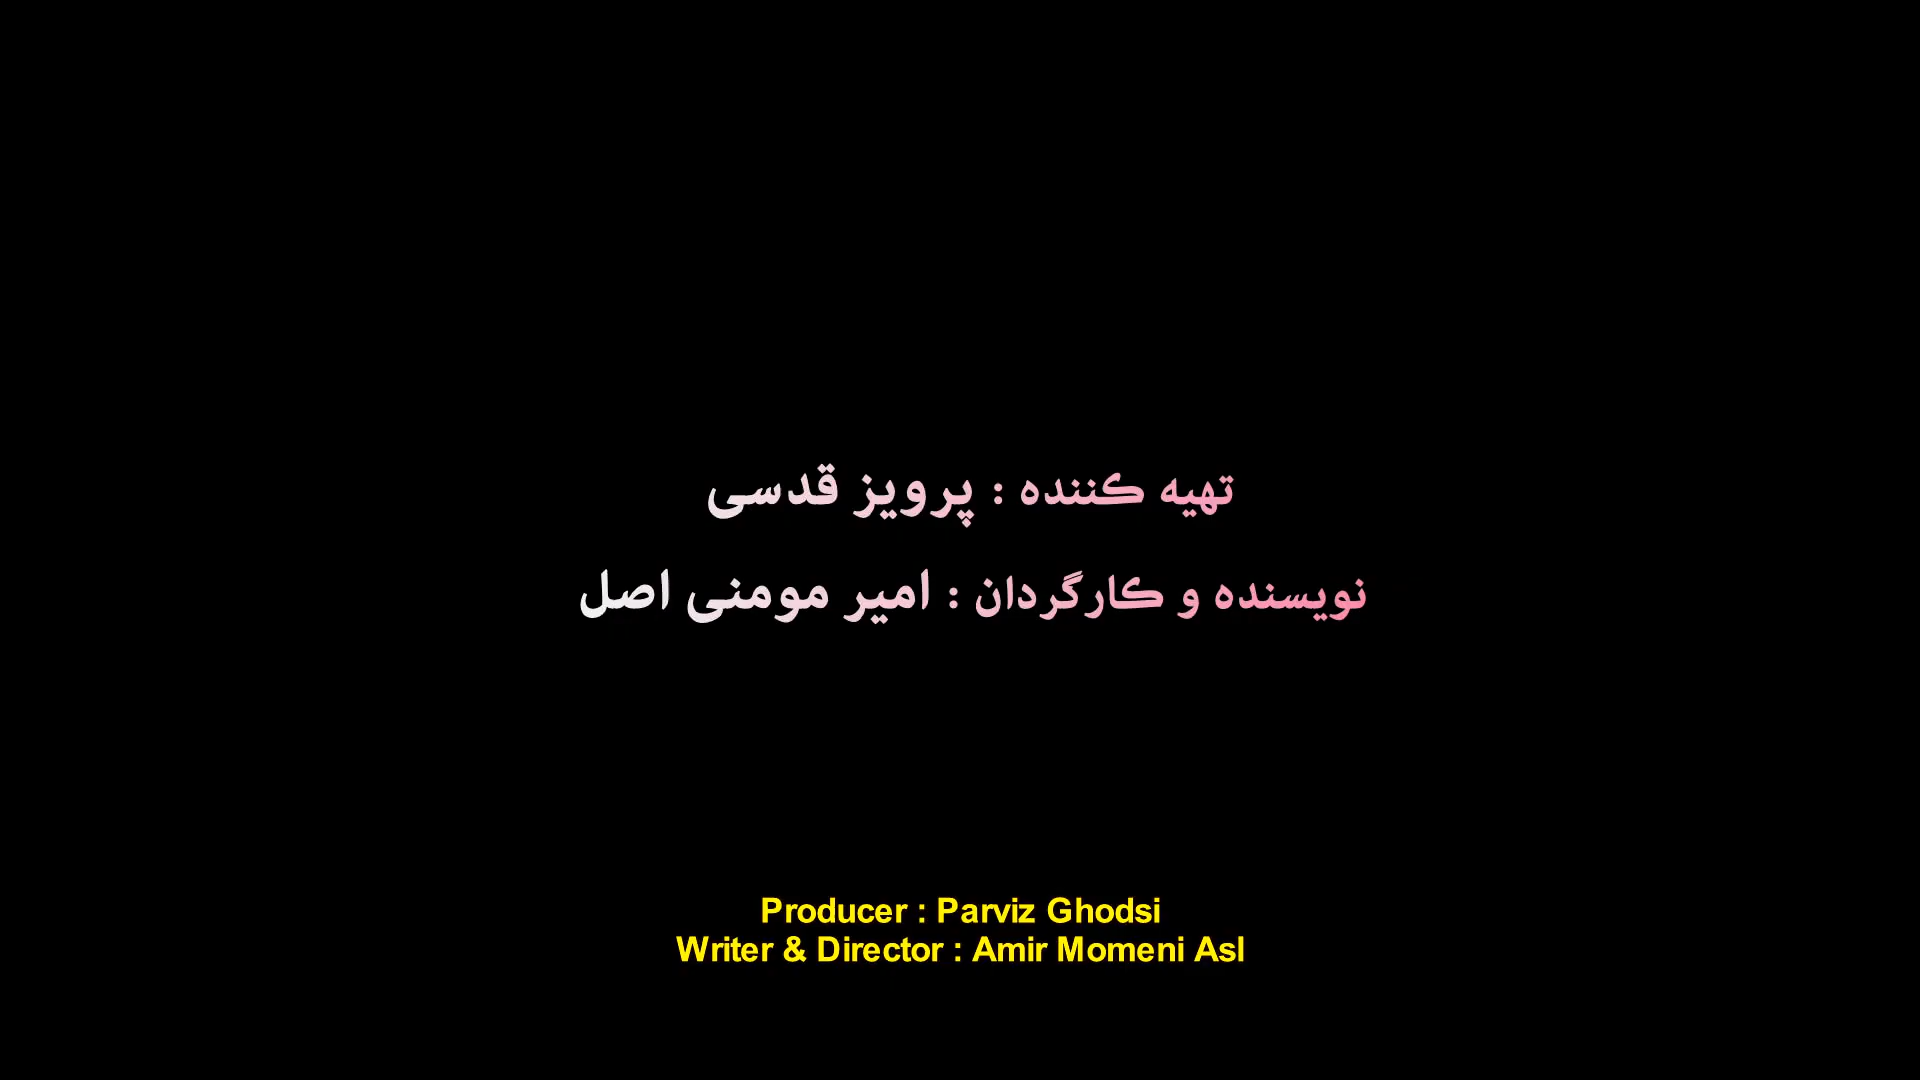 تهیه کننده : پرویز قدسی
نویسنده و کارگردان : امیر مومنی اصل
Producer : Parviz Ghodsi
Writer & Director : Amir Momeni Asl